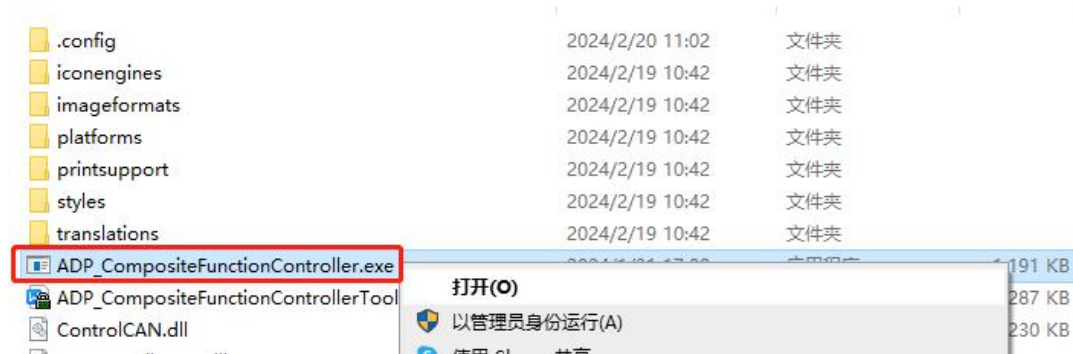 .config 2024/2/20 11:02 文件夹
iconengines 2024/2/19 10:42 文件夹
imageformats 2024/2/19 10:42 文件夹
platforms 2024/2/19 10:42 文件夹
printsupport 2024/2/19 10:42 文件夹
styles 2024/2/19 10:42 文件夹
translations 2024/2/19 10:42 文件夹
ADP_CompositeFunctionController.exe 191 KB
打开(O)
ADP_CompositeFunctionControllerTool 287 KB
以管理员身份运行(A)
ControlCAN.dll 230 KB
使用